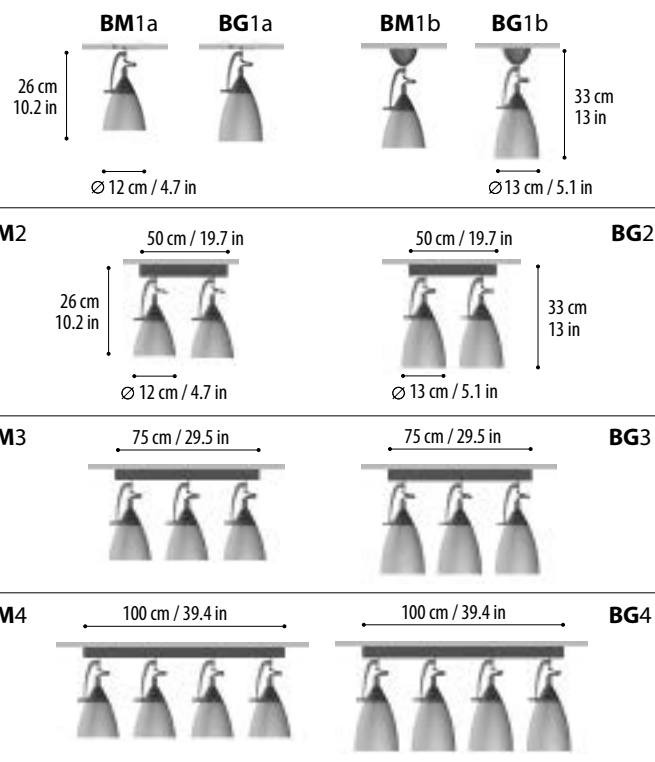 BM1a BG1a BM1b BG1b
26 cm
10.2 in
33 cm
13 in
⌀ 12 cm / 4.7 in
⌀ 13 cm / 5.1 in
M2
50 cm / 19.7 in
50 cm / 19.7 in
BG2
26 cm
10.2 in
33 cm
13 in
⌀ 12 cm / 4.7 in
⌀ 13 cm / 5.1 in
M3
75 cm / 29.5 in
75 cm / 29.5 in
BG3
M4
100 cm / 39.4 in
100 cm / 39.4 in
BG4